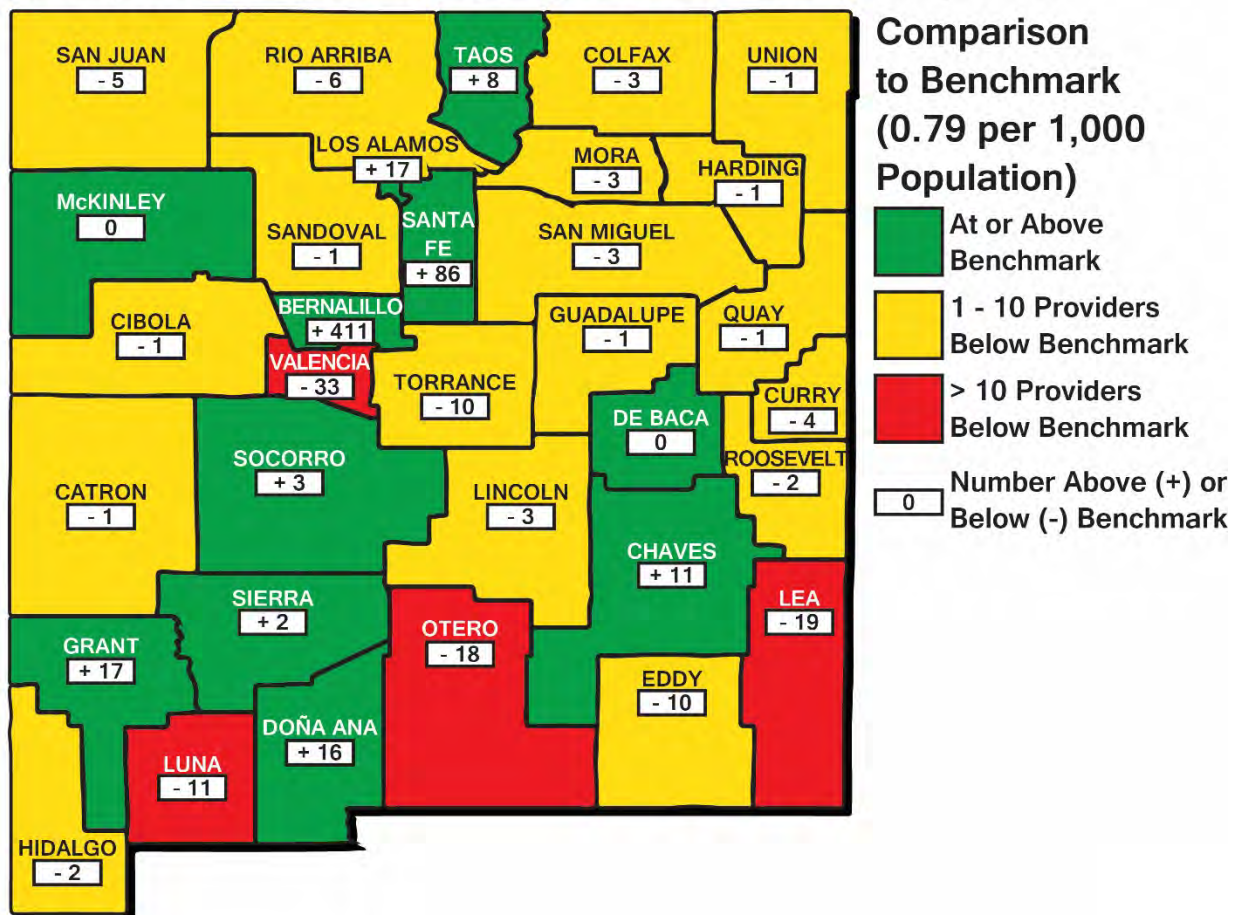 SAN JUAN
- 5
RIO ARRIBA
- 6
TAOS
+ 8
COLFAX
- 3
UNION
- 1
LOS ALAMOS
+ 17
MORA
- 3
HARDING
- 1
McKINLEY
0
SANDOVAL
- 1
SANTA
FE
+ 86
SAN MIGUEL
- 3
CIBOLA
- 1
BERNALILLO
+ 411
VALENCIA
- 33
TORRANCE
- 10
GUADALUPE
- 1
QUAY
- 1
CURRY
- 4
DE BACA
0
ROOSEVELT
- 2
CATRON
- 1
SOCORRO
+ 3
LINCOLN
- 3
CHAVES
+ 11
LEA
- 19
SIERRA
+ 2
GRANT
+ 17
OTERO
- 18
EDDY
- 10
DOÑA ANA
+ 16
LUNA
- 11
HIDALGO
- 2
Comparison
to Benchmark
(0.79 per 1,000
Population)
At or Above
Benchmark
1 - 10 Providers
Below Benchmark
> 10 Providers
Below Benchmark
0
Number Above (+) or
Below (-) Benchmark